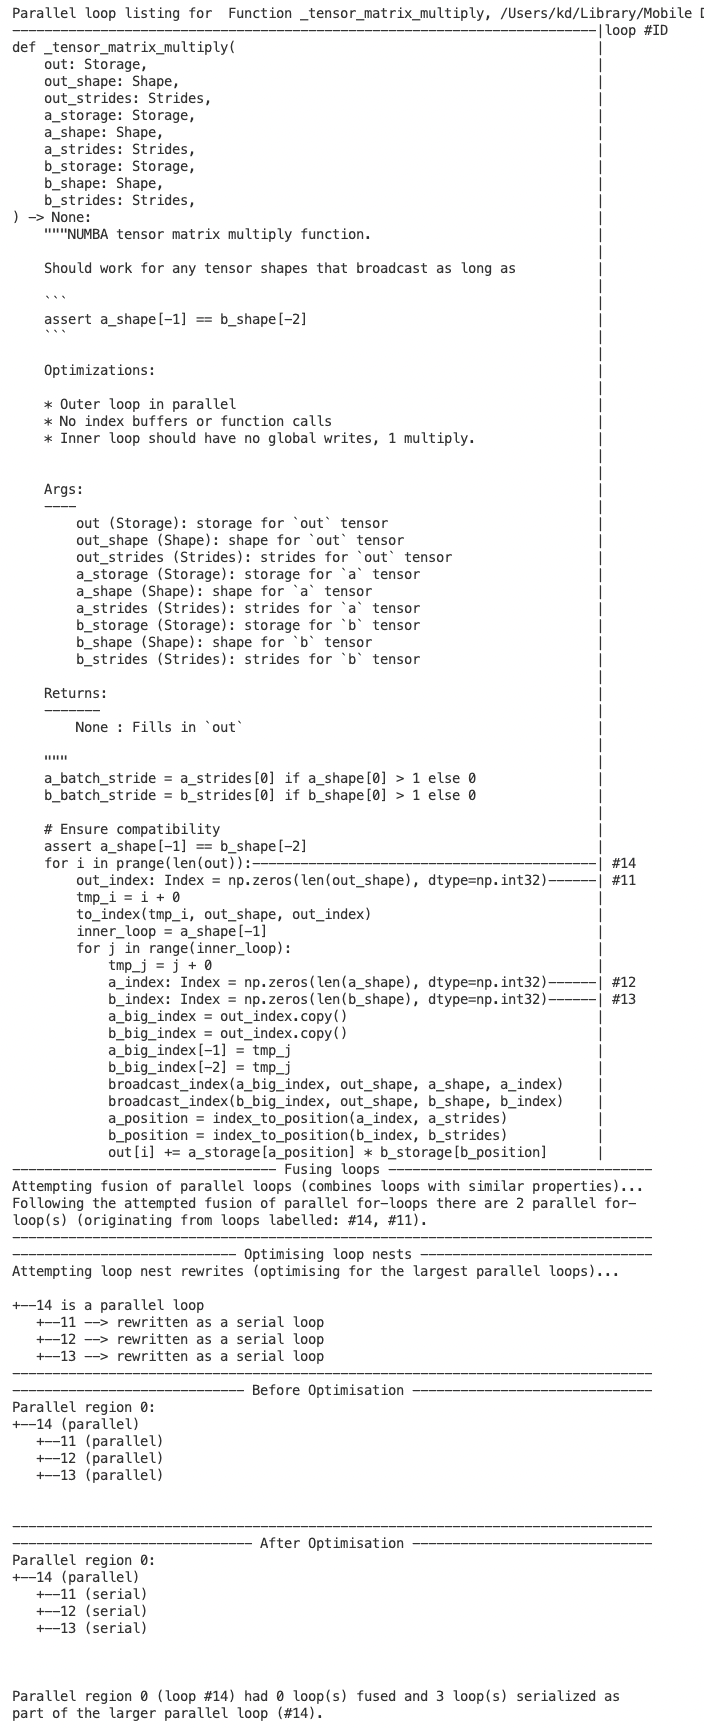 Parallel loop listing for  Function _tensor_matrix_multiply, /Users/kd/Library/Mobile D
--------------------------------------------------------------------------|loop #ID
def _tensor_matrix_multiply(                                              |
    out: Storage,                                                         |
    out_shape: Shape,                                                     |
    out_strides: Strides,                                                 |
    a_storage: Storage,                                                   |
    a_shape: Shape,                                                       |
    a_strides: Strides,                                                   |
    b_storage: Storage,                                                   |
    b_shape: Shape,                                                       |
    b_strides: Strides,                                                   |
) -> None:                                                                |
    """NUMBA tensor matrix multiply function.                             |
                                                                          |
    Should work for any tensor shapes that broadcast as long as           |
                                                                          |
    ```                                                                   |
    assert a_shape[-1] == b_shape[-2]                                     |
    ```                                                                   |
                                                                          |
    Optimizations:                                                        |
                                                                          |
    * Outer loop in parallel                                              |
    * No index buffers or function calls                                  |
    * Inner loop should have no global writes, 1 multiply.                |
                                                                          |
                                                                          |
    Args:                                                                 |
    ----                                                                  |
        out (Storage): storage for `out` tensor                           |
        out_shape (Shape): shape for `out` tensor                         |
        out_strides (Strides): strides for `out` tensor                   |
        a_storage (Storage): storage for `a` tensor                       |
        a_shape (Shape): shape for `a` tensor                             |
        a_strides (Strides): strides for `a` tensor                       |
        b_storage (Storage): storage for `b` tensor                       |
        b_shape (Shape): shape for `b` tensor                             |
        b_strides (Strides): strides for `b` tensor                       |
                                                                          |
    Returns:                                                              |
    -------                                                               |
        None : Fills in `out`                                             |
                                                                          |
    """                                                                   |
    a_batch_stride = a_strides[0] if a_shape[0] > 1 else 0                |
    b_batch_stride = b_strides[0] if b_shape[0] > 1 else 0                |
                                                                          |
    # Ensure compatibility                                                |
    assert a_shape[-1] == b_shape[-2]                                     |
    for i in prange(len(out)):--------------------------------------------| #14
        out_index: Index = np.zeros(len(out_shape), dtype=np.int32)-------| #11
        tmp_i = i + 0                                                     |
        to_index(tmp_i, out_shape, out_index)                             |
        inner_loop = a_shape[-1]                                          |
        for j in range(inner_loop):                                       |
            tmp_j = j + 0                                                 |
            a_index: Index = np.zeros(len(a_shape), dtype=np.int32)-------| #12
            b_index: Index = np.zeros(len(b_shape), dtype=np.int32)-------| #13
            a_big_index = out_index.copy()                                |
            b_big_index = out_index.copy()                                |
            a_big_index[-1] = tmp_j                                       |
            b_big_index[-2] = tmp_j                                       |
            broadcast_index(a_big_index, out_shape, a_shape, a_index)     |
            broadcast_index(b_big_index, out_shape, b_shape, b_index)     |
            a_position = index_to_position(a_index, a_strides)            |
            b_position = index_to_position(b_index, b_strides)            |
            out[i] += a_storage[a_position] * b_storage[b_position]       |
--------------------------------- Fusing loops ---------------------------------
Attempting fusion of parallel loops (combines loops with similar properties)...
Following the attempted fusion of parallel for-loops there are 2 parallel for-
loop(s) (originating from loops labelled: #14, #11).
--------------------------------------------------------------------------------
---------------------------- Optimising loop nests -----------------------------
Attempting loop nest rewrites (optimising for the largest parallel loops)...

+--14 is a parallel loop
   +--11 --> rewritten as a serial loop
   +--12 --> rewritten as a serial loop
   +--13 --> rewritten as a serial loop
--------------------------------------------------------------------------------
----------------------------- Before Optimisation ------------------------------
Parallel region 0:
+--14 (parallel)
   +--11 (parallel)
   +--12 (parallel)
   +--13 (parallel)


--------------------------------------------------------------------------------
------------------------------ After Optimisation ------------------------------
Parallel region 0:
+--14 (parallel)
   +--11 (serial)
   +--12 (serial)
   +--13 (serial)



Parallel region 0 (loop #14) had 0 loop(s) fused and 3 loop(s) serialized as
part of the larger parallel loop (#14).